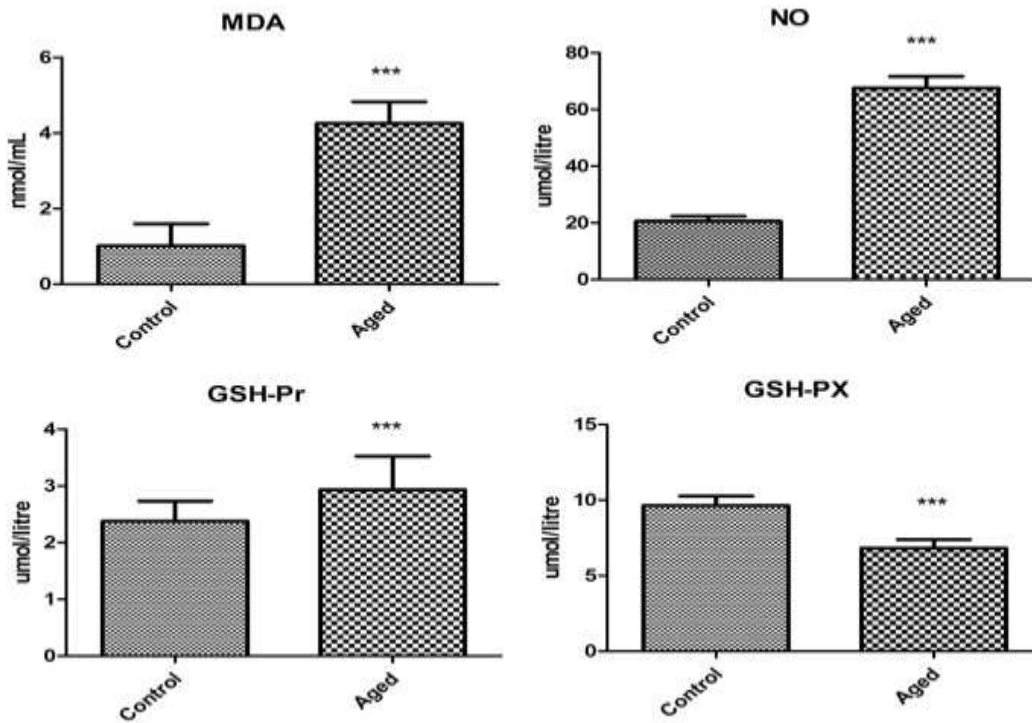 MDA
nmol/mL
6
4
2
0
***
Control
Aged
NO
umol/litre
80
60
40
20
0
***
Control
Aged
GSH-Pr
umol/litre
4
3
2
1
0
***
Control
Aged
GSH-PX
umol/litre
15
10
5
0
***
Control
Aged